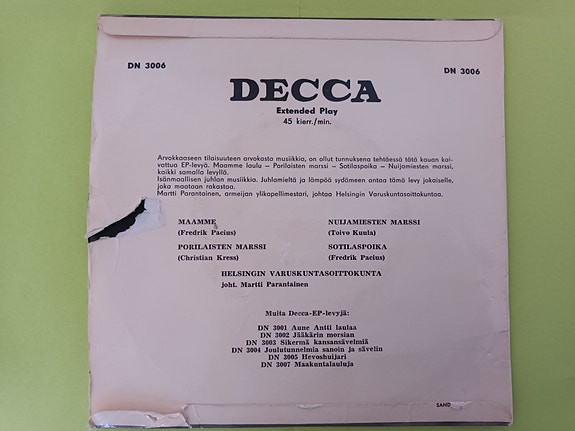 DN 3006
DN 3006
DECCA
Extended Play
45 kierr./min.
Arvokkaaseen tilaisuuteen arvokasta musiikkia, on ollut tunnuksena tehtäessä tätä kauan kai-
vattua EP-levyä. Maamme laulu — Porilaisten marssi — Sotilaspoika — Nuijamiesten marssi,
kaikki samalla levyllä.
Isänmaallisen juhlan musiikkia. Juhlamieltä ja lämpöä sydämeen antaa tämä levy jokaiselle,
joka maataan rakastaa.
Martti Parantainen, armeijan ylikapellimestari, johtaa Helsingin Varuskuntasoittokuntaa.
MAAMME
NUIJAMIESTEN MARSSI
(Fredrik Pacius)
(Toivo Kuula)
PORILAISTEN MARSSI
SOTILASPOIKA
(Christian Kress)
(Fredrik Pacius)
HELSINGIN VARUSKUNTASOITTOKUNTA
joht. Martti Parantainen
Muita Decca-EP-levyjä:
DN 3001 Aune Antti laulaa
DN 3002 Jääkärin morsian
DN 3003 Sikermä kansansävelmiä
DN 3004 Joulutunnelmia sanoin ja sävelin
DN 3005 Hevoshuijari
DN 3007 Maakuntalauluja
SAND